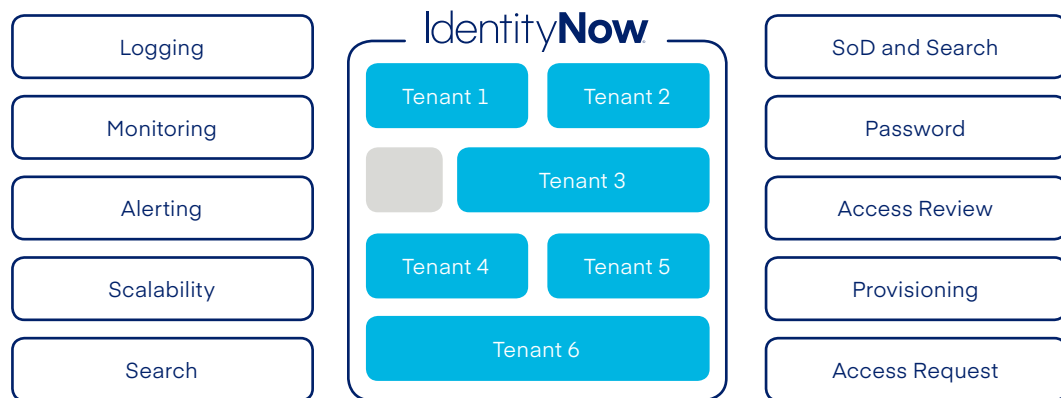 Logging
Monitoring
Alerting
Scalability
Search
IdentityNow
Tenant 1
Tenant 2
Tenant 3
Tenant 4
Tenant 5
Tenant 6
SoD and Search
Password
Access Review
Provisioning
Access Request